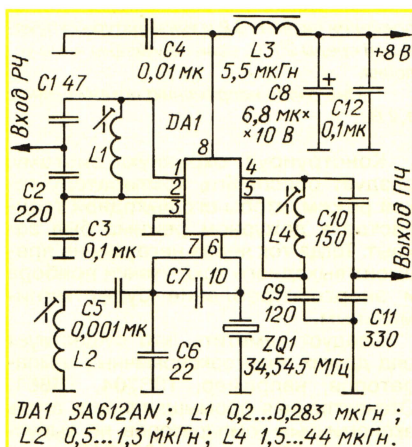 C4
0,01 мк
L3
5,5 мкГн
+8 В
C8
6,8 мк×
×10 В
C12
0,1мк
Вход РЧ
C1 47
L1
DA1
8
1
2
3
4
5
7
6
C2
220
C3
0,1 мк
L4
C10
150
Выход ПЧ
C7
10
C5
0,001 мк
L2
C6
22
C9
120
C11
330
ZQ1
34,545 МГц
DA1 SA612AN; L1 0,2...0,283 мкГн;
L2 0,5...1,3 мкГн; L4 1,5...44 мкГн.